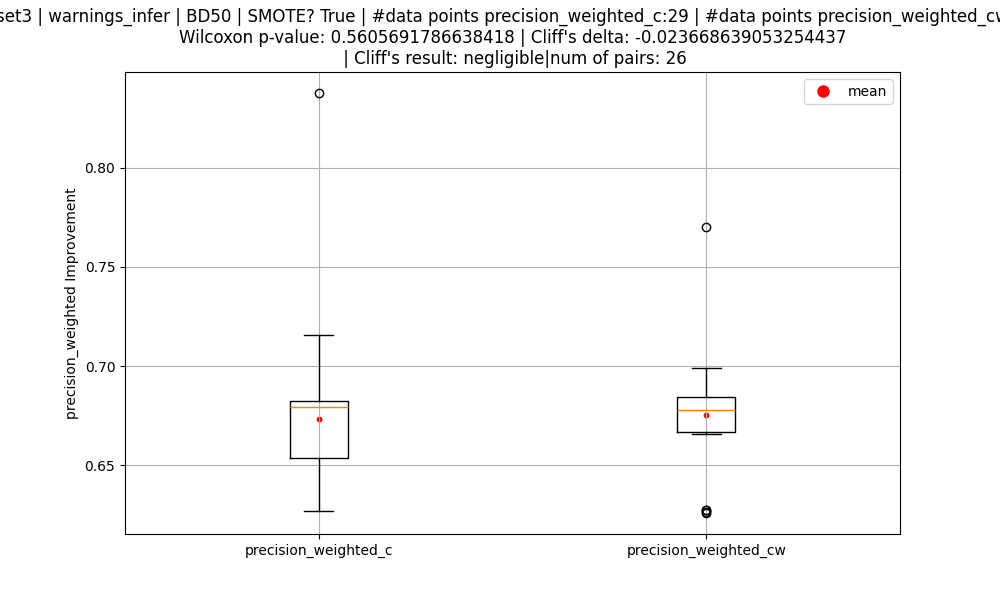 set3 | warnings_infer | BD50 | SMOTE? True | #data points precision_weighted_c:29 | #data points precision_weighted_cw
Wilcoxon p-value: 0.5605691786638418 | Cliff's delta: -0.023668639053254437
| Cliff's result: negligible|num of pairs: 26
mean
0.80
0.75
0.70
0.65
precision_weighted Improvement
precision_weighted_c
precision_weighted_cw